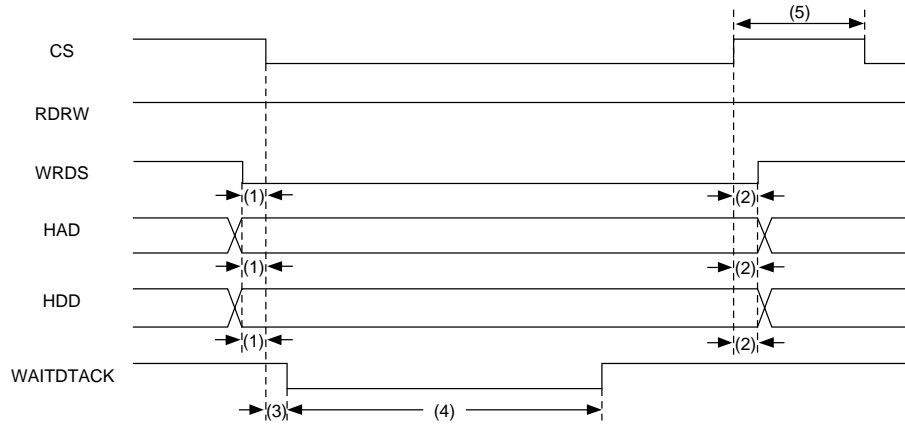 (5)
CS
RDRW
WRDS
(1) (2)
HAD
(1) (2)
HDD
(1) (2)
WAITDTACK
(3) (4)